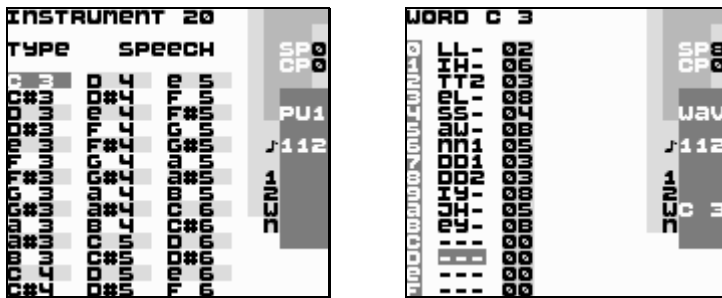 INSTRUMENT 20
TYPe SPeeCH
C 3 D 4 e 5
C#3 D#4 F 5
D 3 e 4 F#5
D#3 F 4 G 5
e 3 F#4 G#5
F 3 G 4 a 5
F#3 G#4 a#5
G 3 a 4 B 5
G#3 a#4 C 6
a 3 B 4 C#6
a#3 C 5 D 6
B 3 C#5 D#6
C 4 D 5 e 6
C#4 D#5 F 6
SP0
CP0
PU1
♪112
1
2
W
n
WORD C 3
0 LL- 02
1 IH- 06
2 TT2 03
3 eL- 08
4 SS- 04
5 aW- 0B
6 nn1 05
7 DD1 03
8 DD2 03
9 IY- 08
a JH- 05
B eY- 0B
C --- 00
D --- 00
e --- 00
F --- 00
CP0
WaV
♪112
1
2
W C 3
n